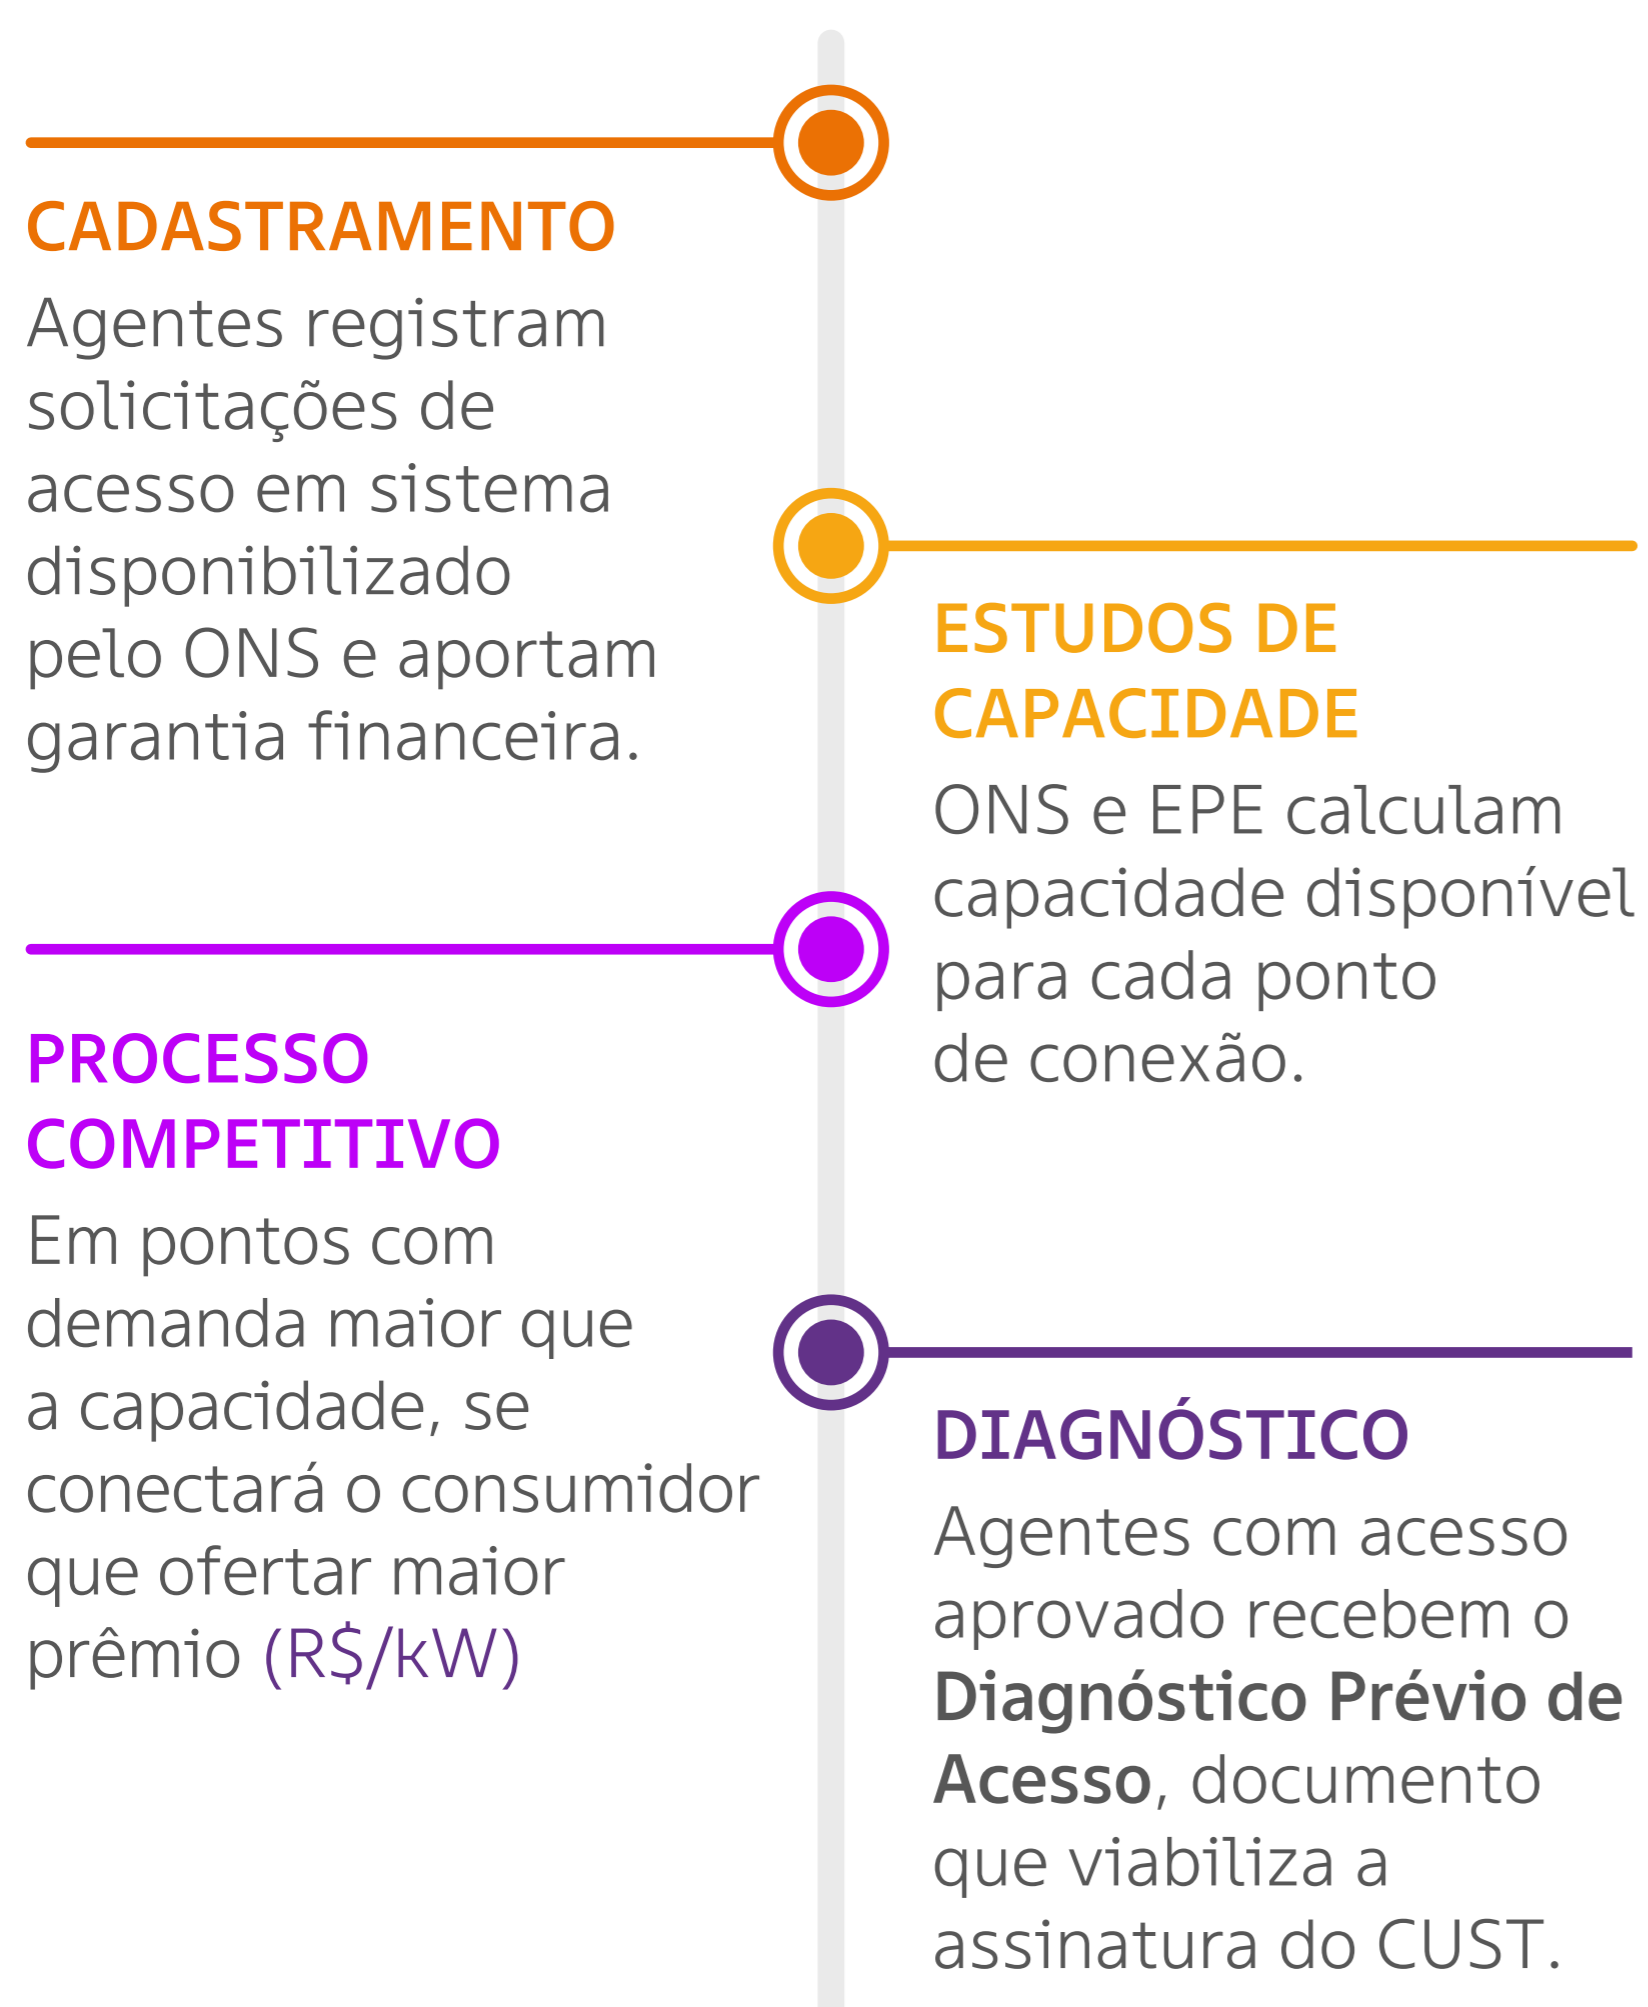 CADASTRAMENTO
Agentes registram
solicitações de
acesso em sistema
disponibilizado
pelo ONS e aportam
garantia financeira.
ESTUDOS DE
CAPACIDADE
ONS e EPE calculam
capacidade disponível
para cada ponto
de conexão.
PROCESSO
COMPETITIVO
Em pontos com
demanda maior que
a capacidade, se
conectará o consumidor
que ofertar maior
prêmio (R$/kW)
DIAGNÓSTICO
Agentes com acesso
aprovado recebem o
Diagnóstico Prévio de
Acesso, documento
que viabiliza a
assinatura do CUST.